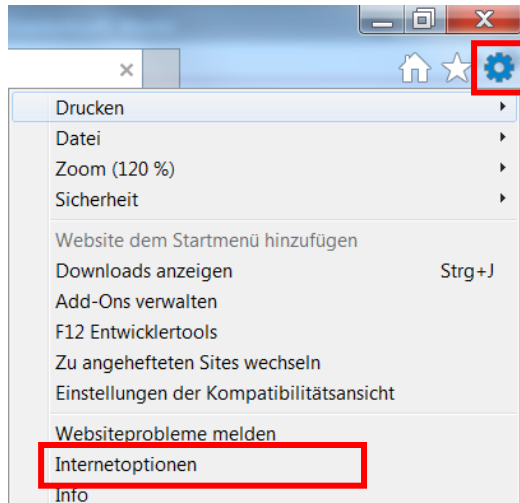 Drucken
Datei
Zoom (120 %)
Sicherheit
Website dem Startmenü hinzufügen
Downloads anzeigen Strg+J
Add-Ons verwalten
F12 Entwicklertools
Zu angehefteten Sites wechseln
Einstellungen der Kompatibilitätsansicht
Websiteprobleme melden
Internetoptionen
Info